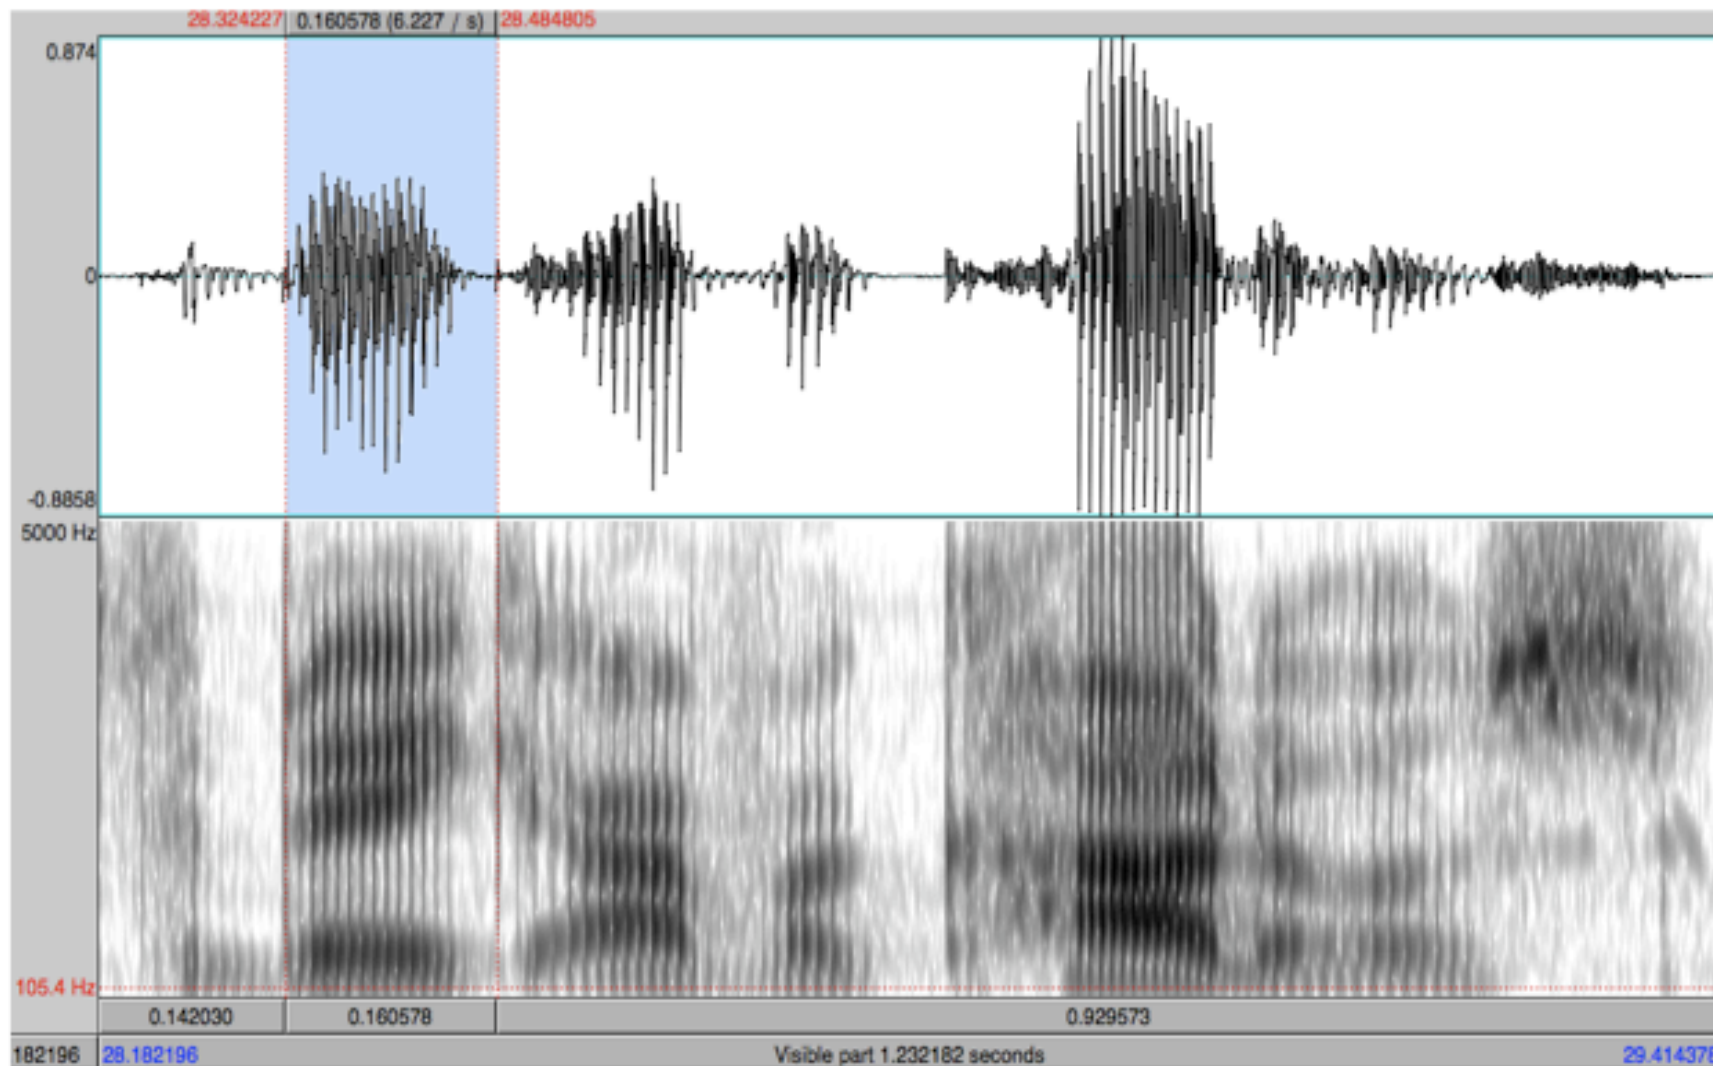 28.324227 0.160578 (6.227 / s) 28.484805
0.874
0
-0.8858
5000 Hz
105.4 Hz
0.142030 0.160578 0.929573
182196 28.182196 Visible part 1.232182 seconds 29.414378